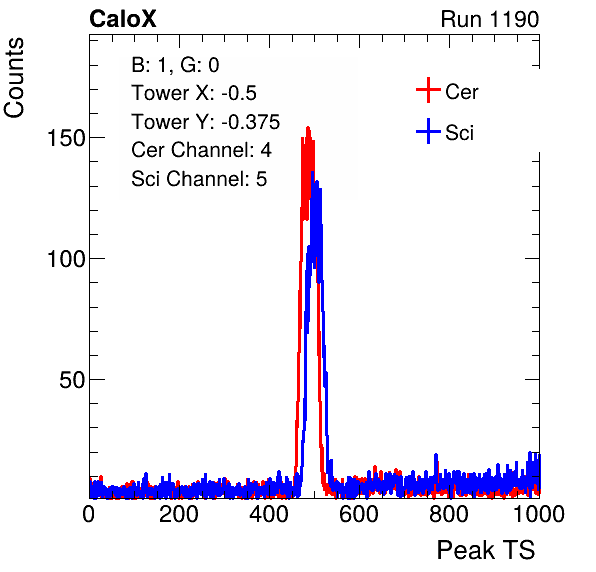 CaloX Run 1190
Counts
B: 1, G: 0
Tower X: -0.5
Tower Y: -0.375
Cer Channel: 4
Sci Channel: 5
Cer
Sci
150
100
50
0 200 400 600 800 1000
Peak TS